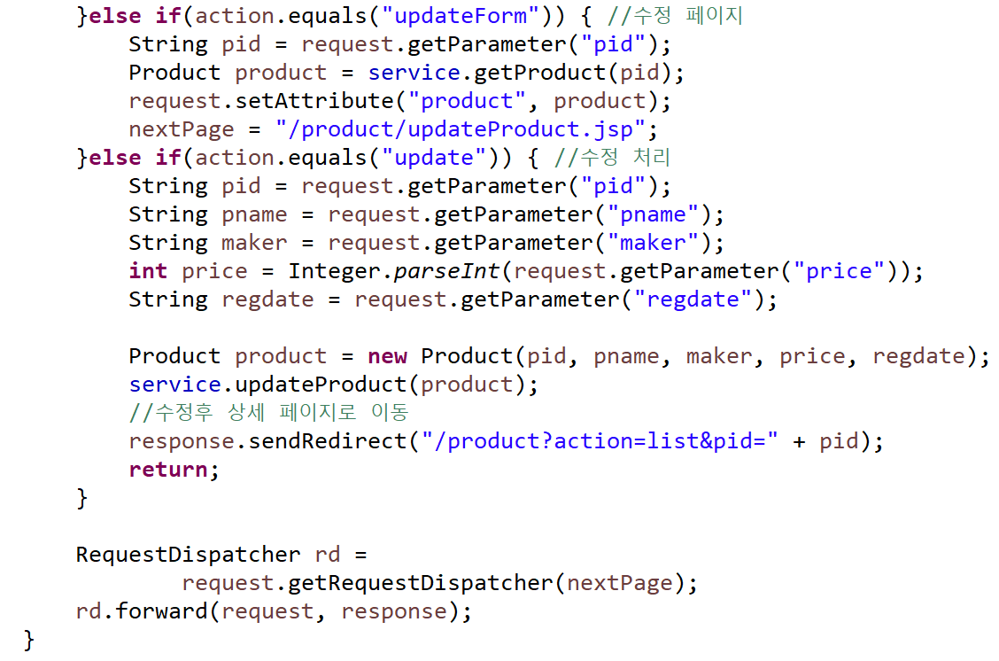 }else if(action.equals("updateForm")) { //수정 페이지
String pid = request.getParameter("pid");
Product product = service.getProduct(pid);
request.setAttribute("product", product);
nextPage = "/product/updateProduct.jsp";
}else if(action.equals("update")) { //수정 처리
String pid = request.getParameter("pid");
String pname = request.getParameter("pname");
String maker = request.getParameter("maker");
int price = Integer.parseInt(request.getParameter("price"));
String regdate = request.getParameter("regdate");
Product product = new Product(pid, pname, maker, price, regdate);
service.updateProduct(product);
//수정후 상세 페이지로 이동
response.sendRedirect("/product?action=list&pid=" + pid);
return;
}
RequestDispatcher rd =
request.getRequestDispatcher(nextPage);
rd.forward(request, response);
}